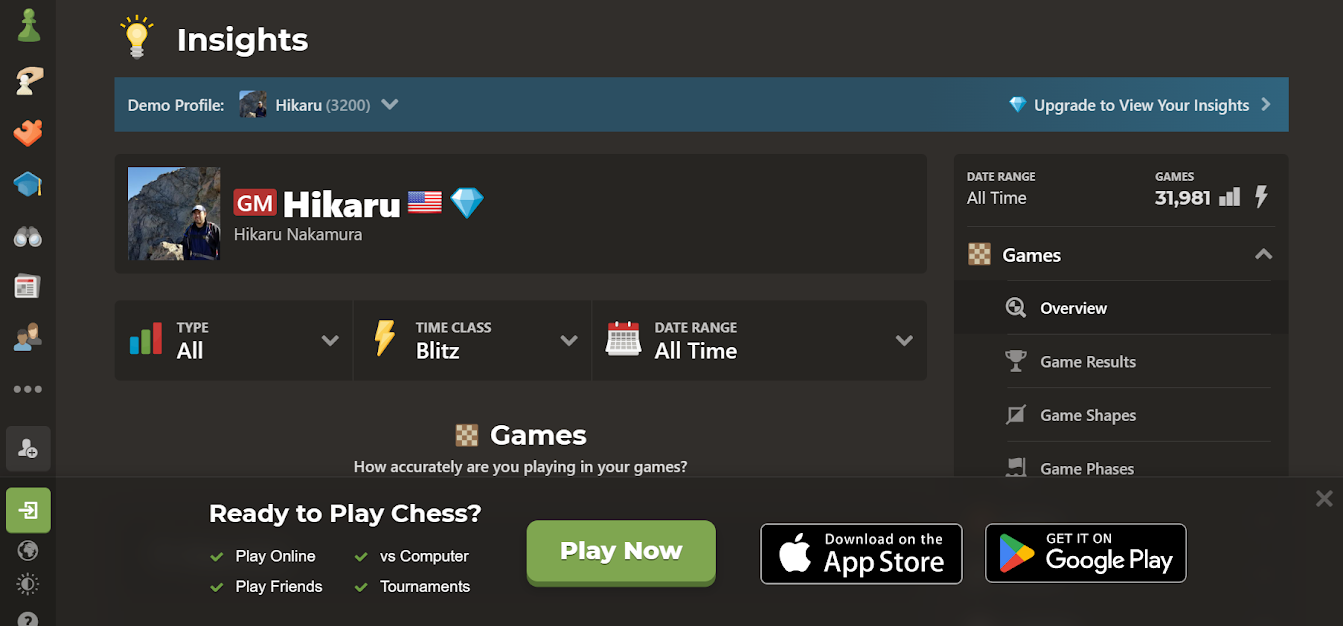 Insights
Demo Profile: Hikaru (3200)
Upgrade to View Your Insights
GM Hikaru
Hikaru Nakamura
TYPE
All
TIME CLASS
Blitz
DATE RANGE
All Time
Games
How accurately are you playing in your games?
DATE RANGE
All Time
GAMES
31,981
Games
Overview
Game Results
Game Shapes
Game Phases
Ready to Play Chess?
Play Online
vs Computer
Play Friends
Tournaments
Play Now
Download on the
App Store
GET IT ON
Google Play
?